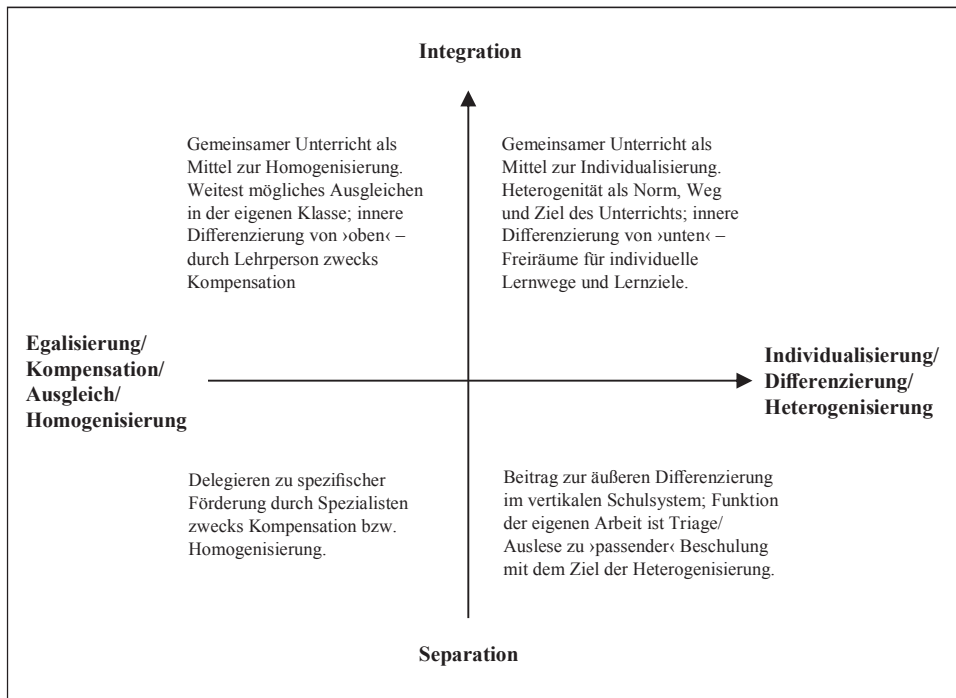 Integration
Gemeinsamer Unterricht als
Mittel zur Homogenisierung.
Weitest mögliches Ausgleichen
in der eigenen Klasse; innere
Differenzierung von ›oben‹ –
durch Lehrperson zwecks
Kompensation
Gemeinsamer Unterricht als
Mittel zur Individualisierung.
Heterogenität als Norm, Weg
und Ziel des Unterrichts; innere
Differenzierung von ›unten‹ –
Freiräume für individuelle
Lernwege und Lernziele.
Egalisierung/
Kompensation/
Ausgleich/
Homogenisierung
Individualisierung/
Differenzierung/
Heterogenisierung
Delegieren zu spezifischer
Förderung durch Spezialisten
zwecks Kompensation bzw.
Homogenisierung.
Beitrag zur äußeren Differenzierung
im vertikalen Schulsystem; Funktion
der eigenen Arbeit ist Triage/
Auslese zu ›passender‹ Beschulung
mit dem Ziel der Heterogenisierung.
Separation